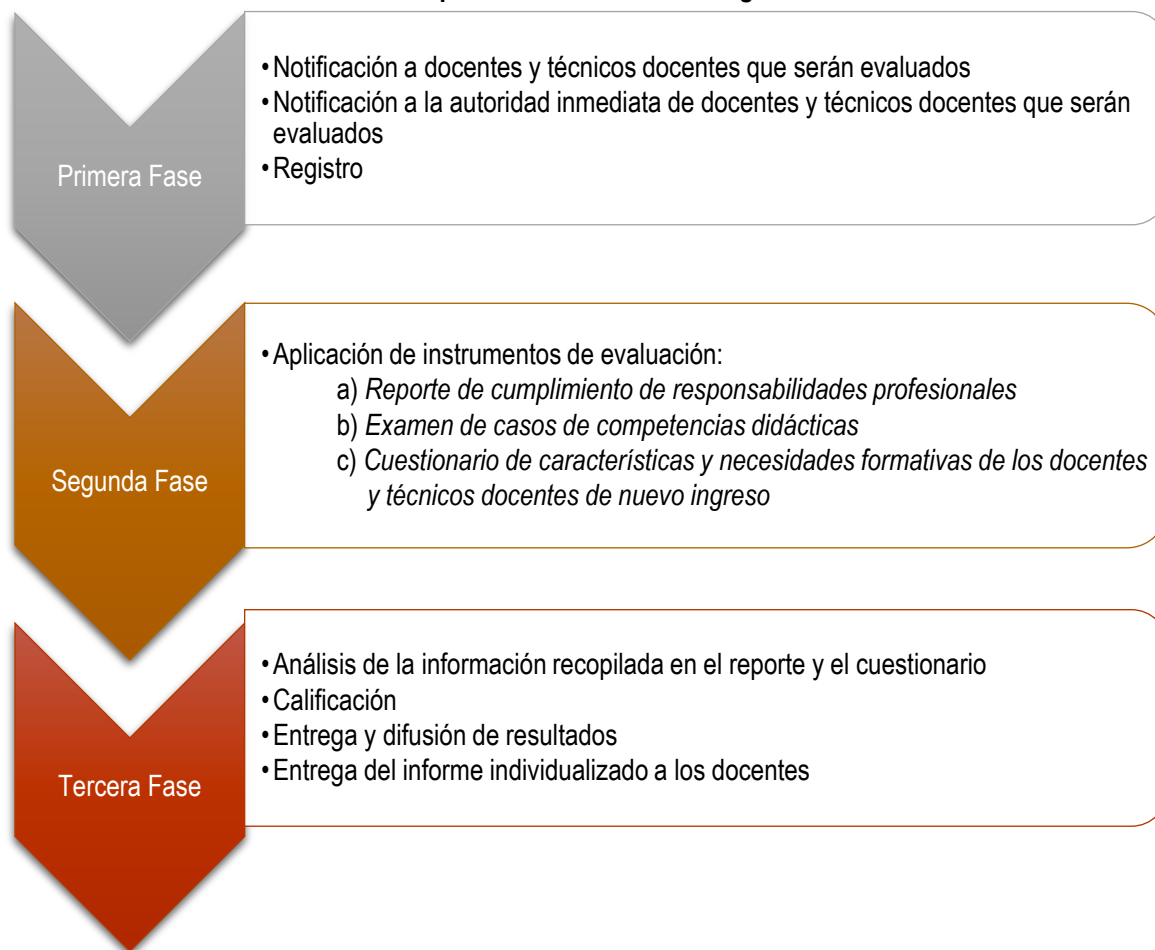 Primera Fase
•Notificación a docentes y técnicos docentes que serán evaluados
•Notificación a la autoridad inmediata de docentes y técnicos docentes que serán
evaluados
•Registro
Segunda Fase
•Aplicación de instrumentos de evaluación:
a) Reporte de cumplimiento de responsabilidades profesionales
b) Examen de casos de competencias didácticas
c) Cuestionario de características y necesidades formativas de los docentes
y técnicos docentes de nuevo ingreso
Tercera Fase
•Análisis de la información recopilada en el reporte y el cuestionario
•Calificación
•Entrega y difusión de resultados
•Entrega del informe individualizado a los docentes